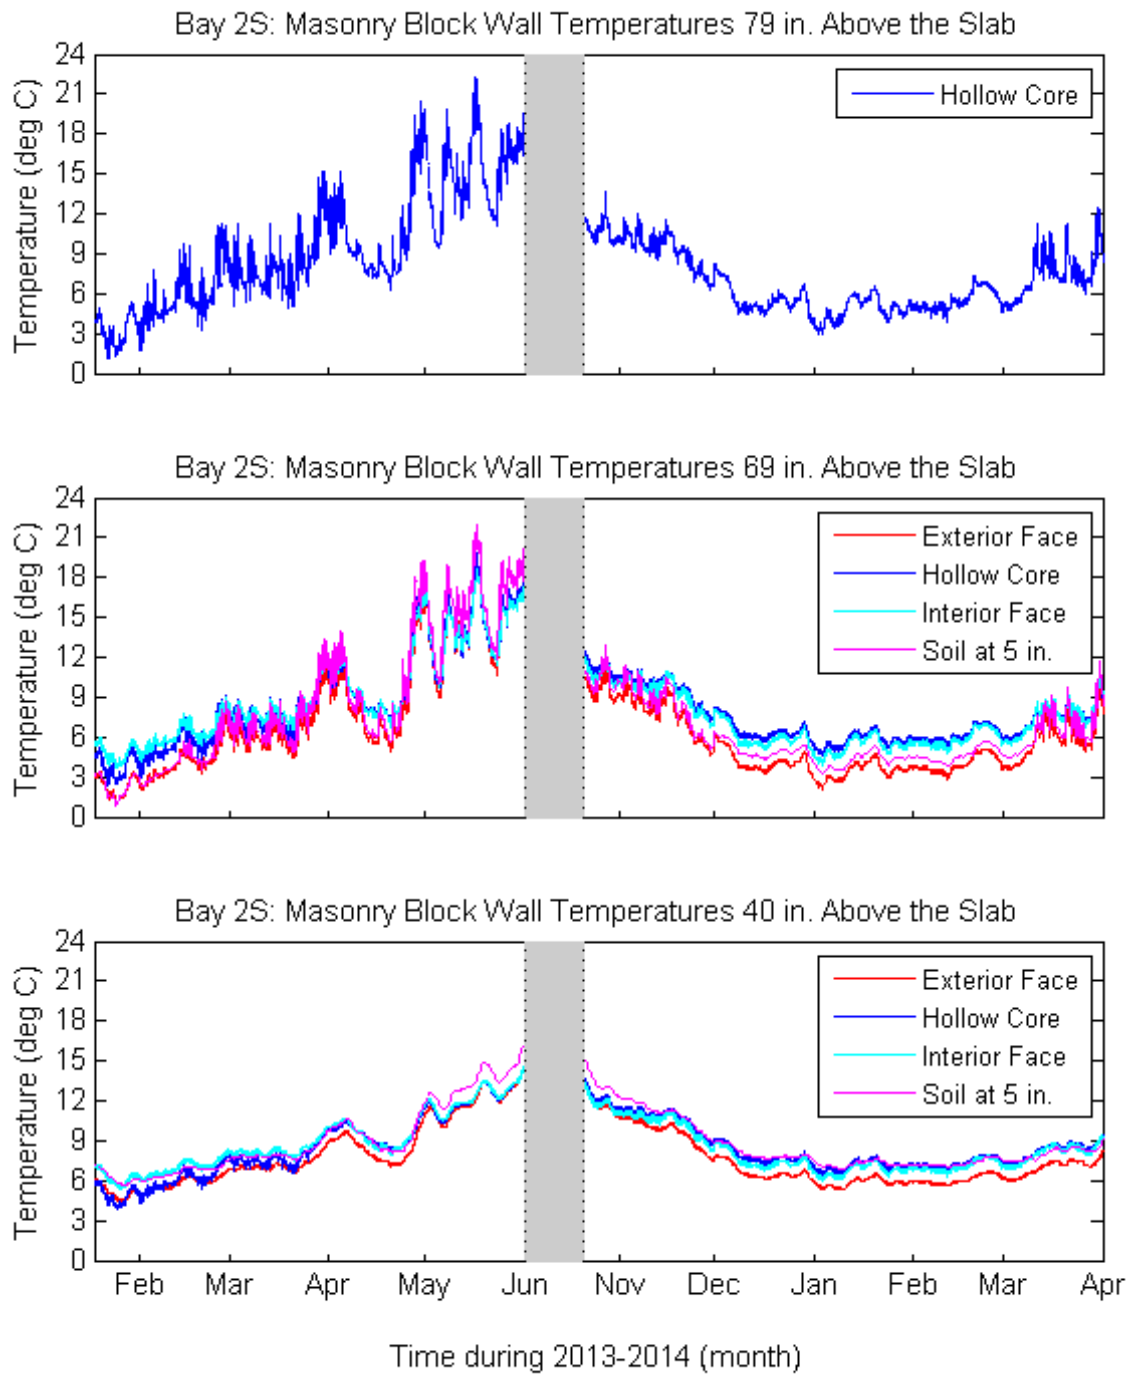 Bay 2S: Masonry Block Wall Temperatures 79 in. Above the Slab
Temperature (deg C)
24
21
18
15
12
9
6
3
0
Hollow Core
Bay 2S: Masonry Block Wall Temperatures 69 in. Above the Slab
Temperature (deg C)
24
21
18
15
12
9
6
3
0
Exterior Face
Hollow Core
Interior Face
Soil at 5 in.
Bay 2S: Masonry Block Wall Temperatures 40 in. Above the Slab
Temperature (deg C)
24
21
18
15
12
9
6
3
0
Exterior Face
Hollow Core
Interior Face
Soil at 5 in.
Feb Mar Apr May Jun Nov Dec Jan Feb Mar Apr
Time during 2013-2014 (month)